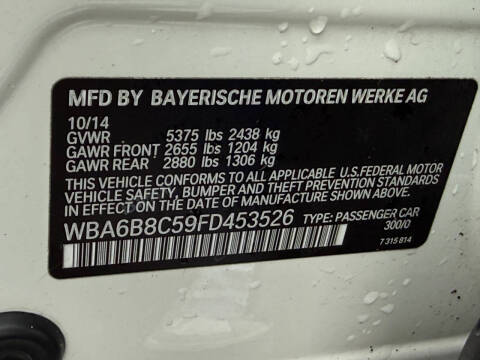 MFD BY BAYERISCHE MOTOREN WERKE AG
10/14
GVWR 5375 lbs 2438 kg
GAWR FRONT 2655 lbs 1204 kg
GAWR REAR 2880 lbs 1306 kg
THIS VEHICLE CONFORMS TO ALL APPLICABLE U.S.FEDERAL MOTOR
VEHICLE SAFETY, BUMPER AND THEFT PREVENTION STANDARDS
IN EFFECT ON THE DATE OF MANUFACTURE SHOWN ABOVE.
WBA6B8C59FD453526 TYPE: PASSENGER CAR
300/0
7 315 814